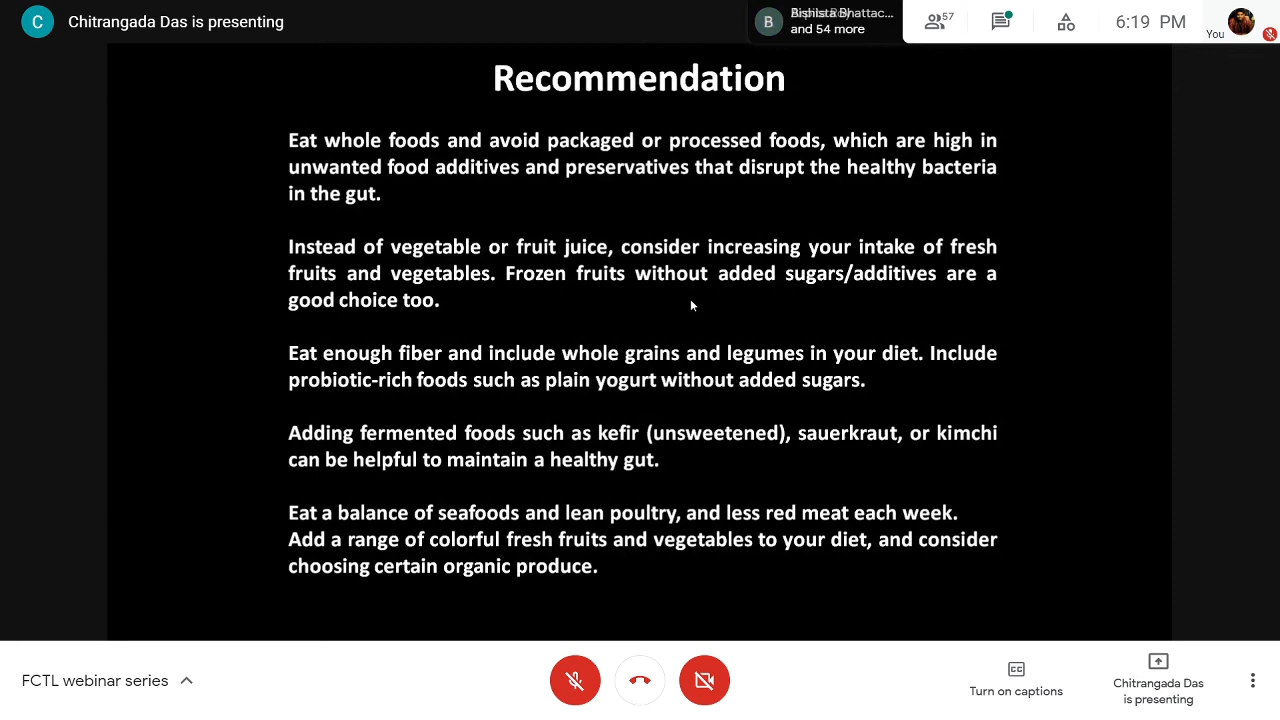 C
Chitrangada Das is presenting
B
and 54 more
57
6:19 PM
You
Recommendation
Eat whole foods and avoid packaged or processed foods, which are high in
unwanted food additives and preservatives that disrupt the healthy bacteria
in the gut.
Instead of vegetable or fruit juice, consider increasing your intake of fresh
fruits and vegetables. Frozen fruits without added sugars/additives are a
good choice too.
Eat enough fiber and include whole grains and legumes in your diet. Include
probiotic-rich foods such as plain yogurt without added sugars.
Adding fermented foods such as kefir (unsweetened), sauerkraut, or kimchi
can be helpful to maintain a healthy gut.
Eat a balance of seafoods and lean poultry, and less red meat each week.
Add a range of colorful fresh fruits and vegetables to your diet, and consider
choosing certain organic produce.
FCTL webinar series
CC
Turn on captions
Chitrangada Das
is presenting